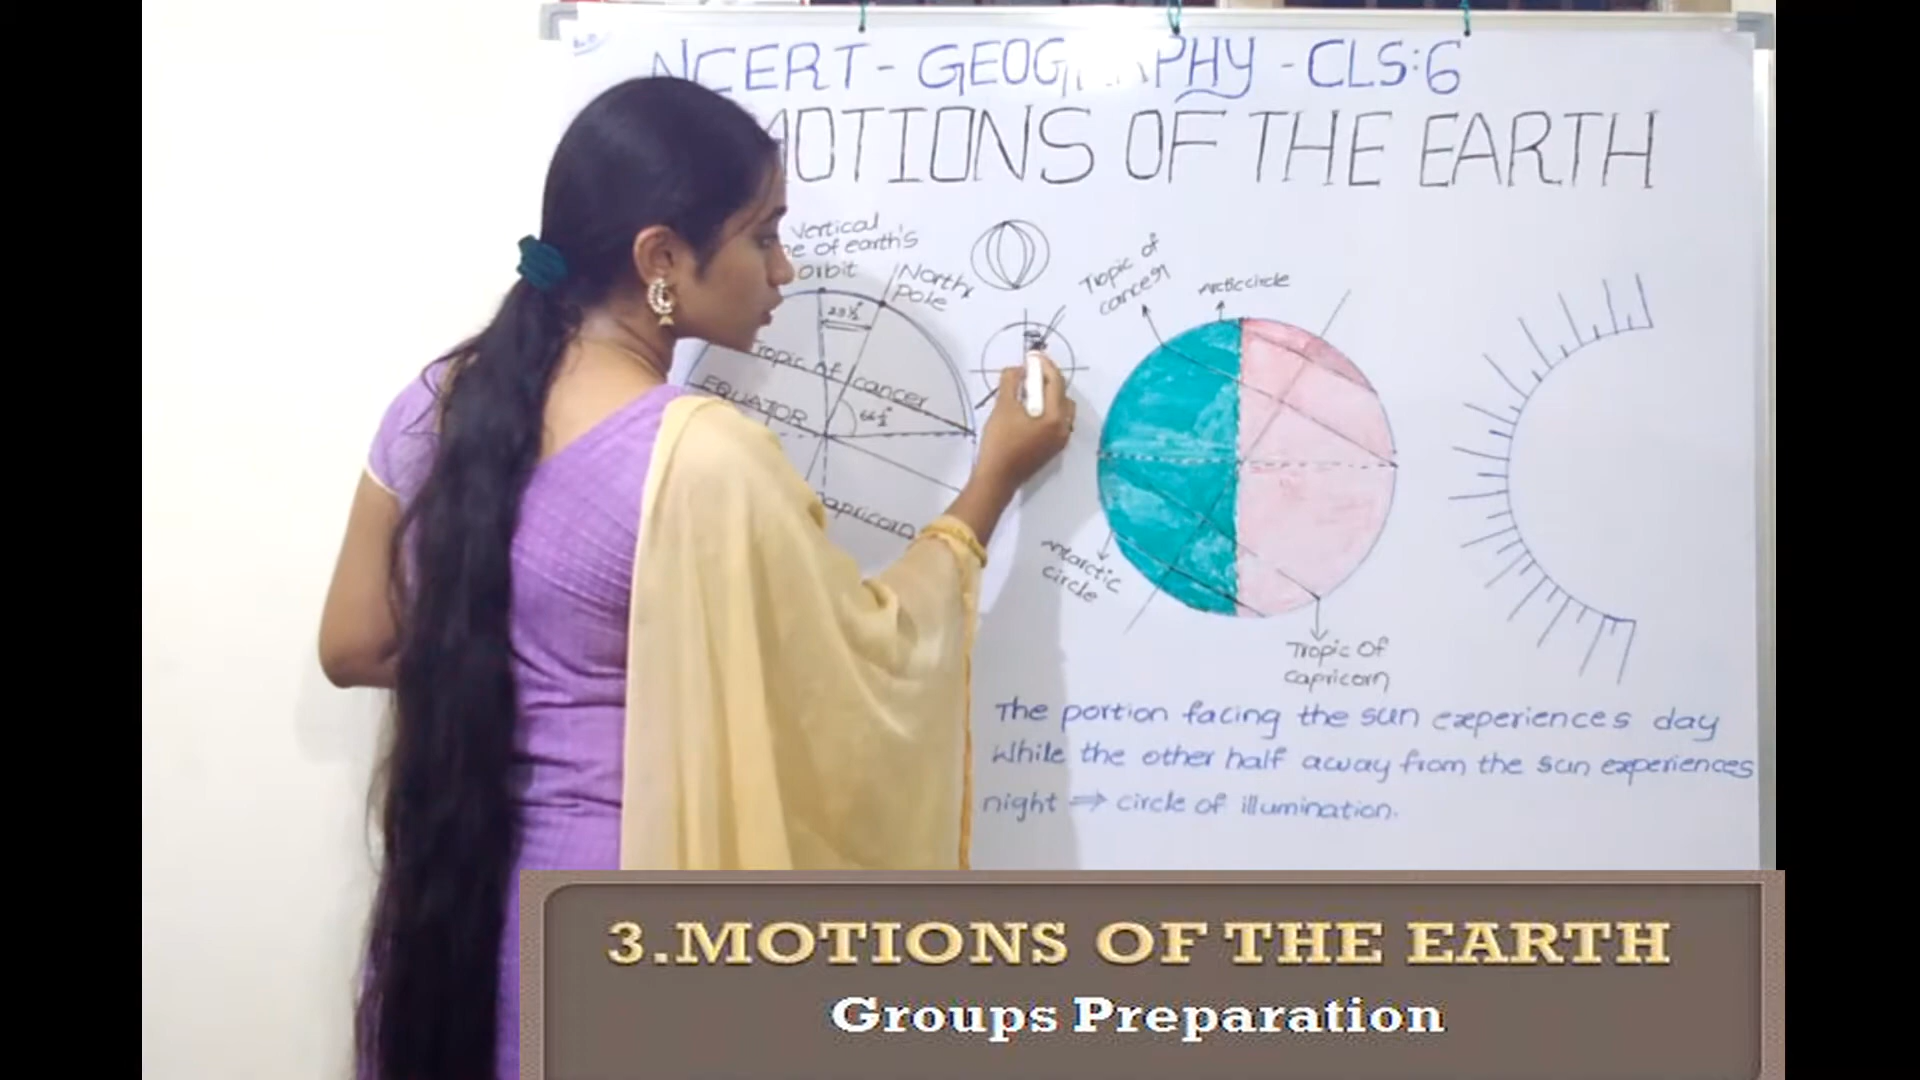 NCERT - GEOGRAPHY - CLS:6
MOTIONS OF THE EARTH
Vertical
of earth's
orbit
North
pole
23½°
Tropic of cancer
EQUATOR
66½°
Capricorn
Tropic of
cancer
Arctic circle
Antarctic
circle
Tropic Of
capricorn
The portion facing the sun experiences day
While the other half away from the sun experiences
night ⇒ circle of illumination.
3.MOTIONS OF THE EARTH
Groups Preparation